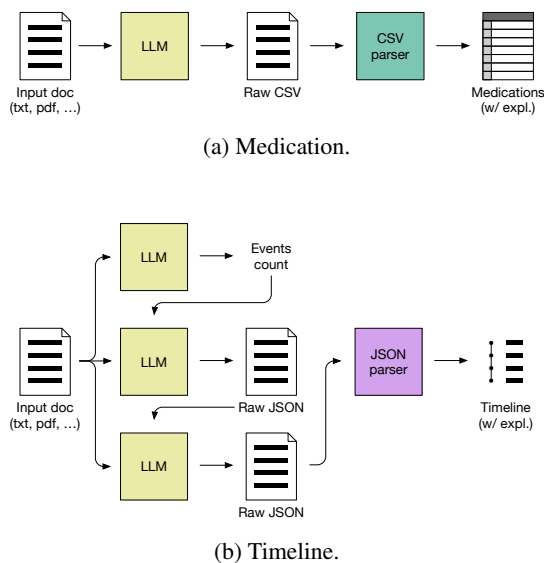 LLM
CSV
parser
Input doc
(txt, pdf, ...)
Raw CSV
Medications
(w/ expl.)
(a) Medication.
LLM
Events
count
LLM
JSON
parser
Input doc
(txt, pdf, ...)
Raw JSON
Timeline
(w/ expl.)
LLM
Raw JSON
(b) Timeline.